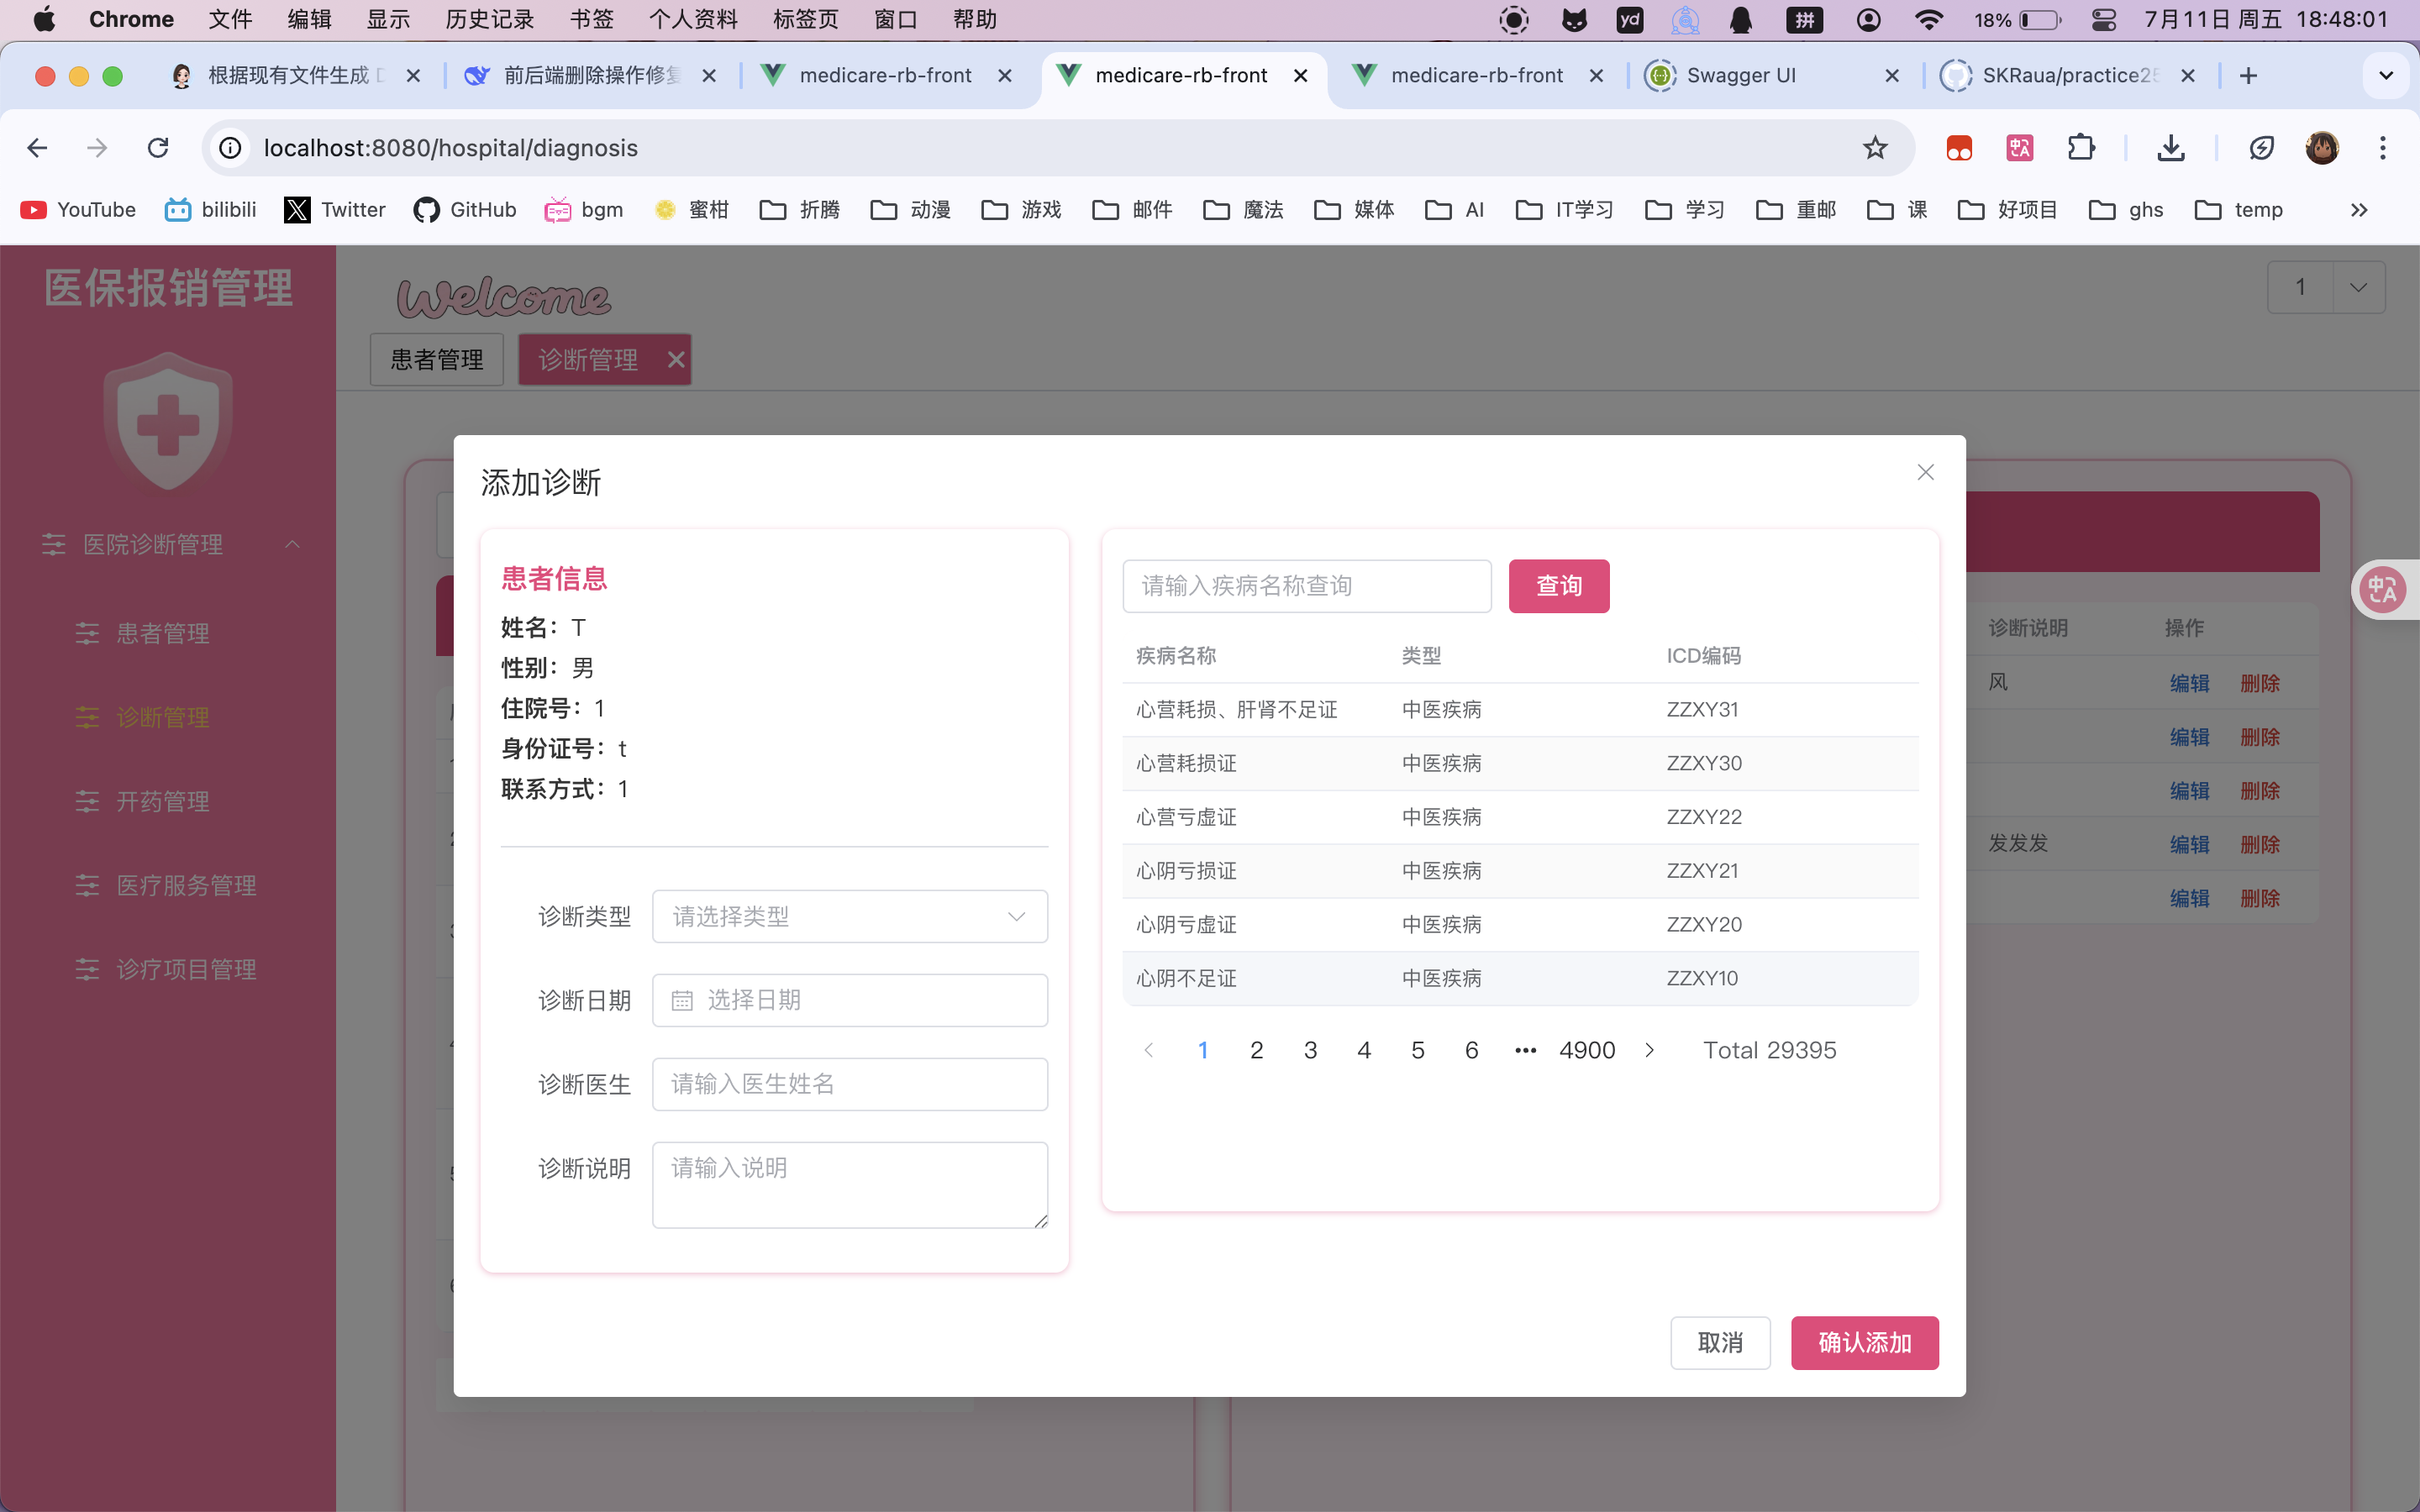 Chrome 文件 编辑 显示 历史记录 书签 个人资料 标签页 窗口 帮助 yd 拼 18% 7月11日 周五 18:48:01
根据现有文件生成 前后端删除操作修复 medicare-rb-front medicare-rb-front medicare-rb-front Swagger UI SKRaua/practice25
localhost:8080/hospital/diagnosis
YouTube bilibili Twitter GitHub bgm 蜜柑 折腾 动漫 游戏 邮件 魔法 媒体 AI IT学习 学习 重邮 课 好项目 ghs temp
医保报销管理
Welcome
1
患者管理 诊断管理
医院诊断管理
患者管理
诊断管理
开药管理
医疗服务管理
诊疗项目管理
添加诊断
患者信息
姓名：T
性别：男
住院号：1
身份证号：t
联系方式：1
诊断类型 请选择类型
诊断日期 选择日期
诊断医生 请输入医生姓名
诊断说明 请输入说明
请输入疾病名称查询 查询
疾病名称 类型 ICD编码
心营耗损、肝肾不足证 中医疾病 ZZXY31
心营耗损证 中医疾病 ZZXY30
心营亏虚证 中医疾病 ZZXY22
心阴亏损证 中医疾病 ZZXY21
心阴亏虚证 中医疾病 ZZXY20
心阴不足证 中医疾病 ZZXY10
1 2 3 4 5 6 ••• 4900 Total 29395
取消 确认添加
诊断说明 操作
风 编辑 删除
编辑 删除
编辑 删除
发发发 编辑 删除
编辑 删除
中A